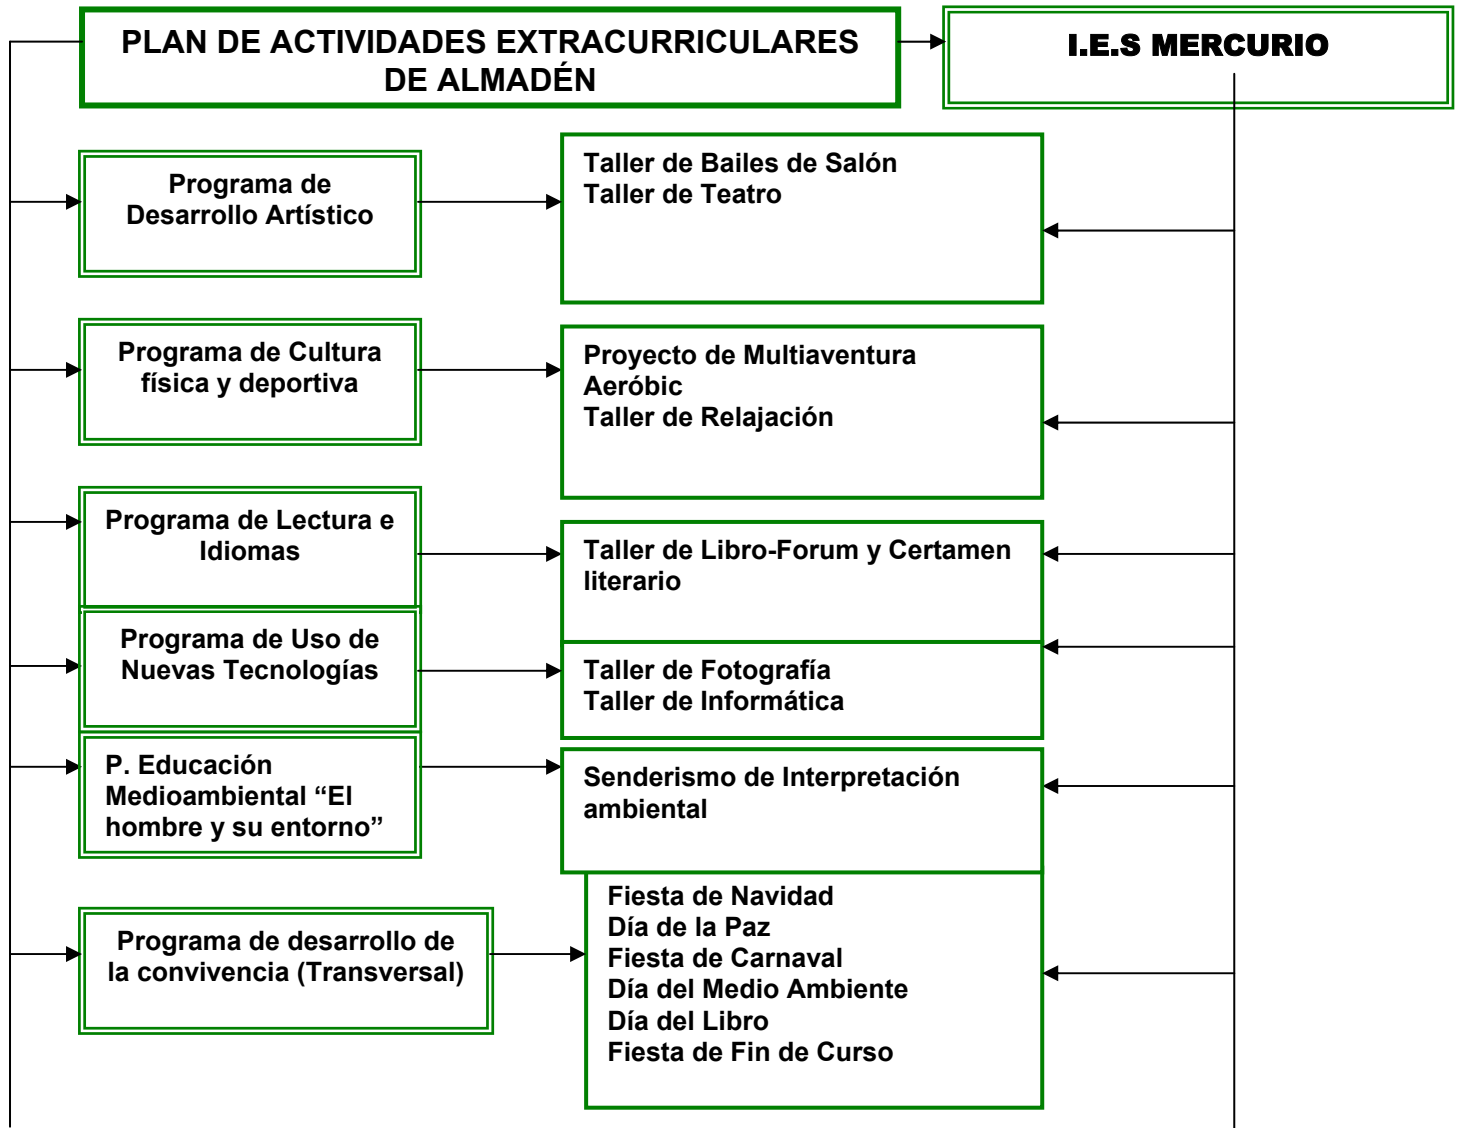 PLAN DE ACTIVIDADES EXTRACURRICULARES
DE ALMADÉN
I.E.S MERCURIO
Programa de
Desarrollo Artístico
Taller de Bailes de Salón
Taller de Teatro
Programa de Cultura
física y deportiva
Proyecto de Multiaventura
Aeróbic
Taller de Relajación
Programa de Lectura e
Idiomas
Taller de Libro-Forum y Certamen
literario
Programa de Uso de
Nuevas Tecnologías
Taller de Fotografía
Taller de Informática
P. Educación
Medioambiental “El
hombre y su entorno”
Senderismo de Interpretación
ambiental
Programa de desarrollo de
la convivencia (Transversal)
Fiesta de Navidad
Día de la Paz
Fiesta de Carnaval
Día del Medio Ambiente
Día del Libro
Fiesta de Fin de Curso